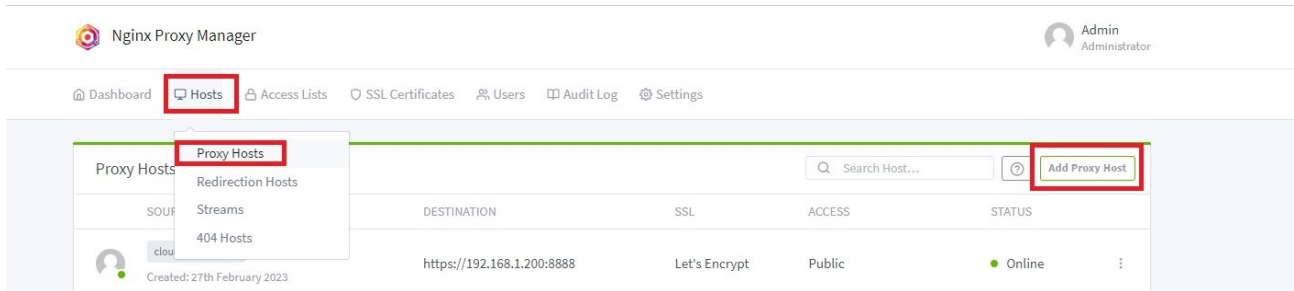 Nginx Proxy Manager
Admin
Administrator
Dashboard Hosts Access Lists SSL Certificates Users Audit Log Settings
Proxy Hosts
Redirection Hosts
Streams
404 Hosts
Proxy Hosts Search Host... Add Proxy Host
DESTINATION SSL ACCESS STATUS
https://192.168.1.200:8888 Let's Encrypt Public Online
Created: 27th February 2023